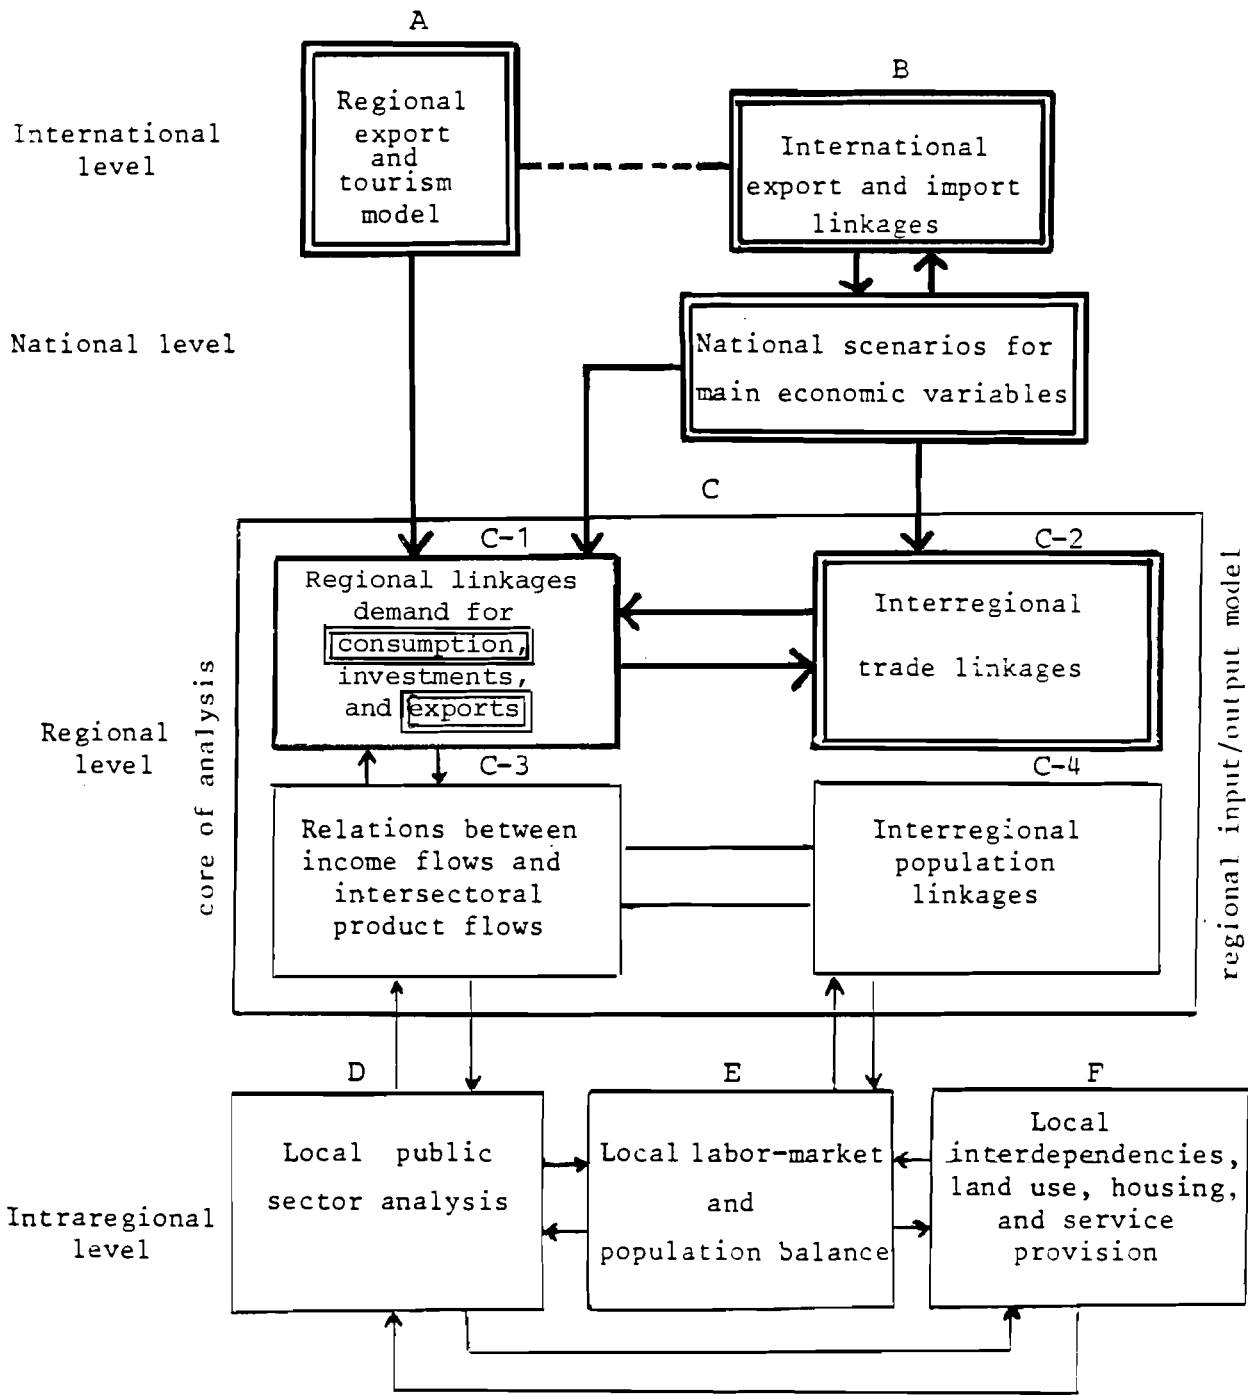 A
Regional
export
and
tourism
model
B
International
export and import
linkages
International
level
National level
National scenarios for
main economic variables
C
C-1
Regional linkages
demand for
consumption,
investments,
and exports
C-2
Interregional
trade linkages
Regional
level
core of analysis
regional input/output model
C-3
Relations between
income flows and
intersectoral
product flows
C-4
Interregional
population
linkages
D
Local public
sector analysis
E
Local labor-market
and
population balance
F
Local
interdependencies,
land use, housing,
and service
provision
Intraregional
level